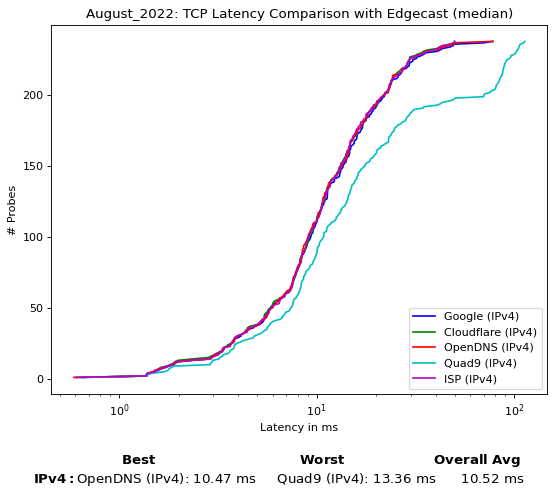 August_2022: TCP Latency Comparison with Edgecast (median)
200
150
100
50
0
# Probes
10⁰
10¹
10²
Latency in ms
Google (IPv4)
Cloudflare (IPv4)
OpenDNS (IPv4)
Quad9 (IPv4)
ISP (IPv4)
Best Worst Overall Avg
IPv4: OpenDNS (IPv4): 10.47 ms Quad9 (IPv4): 13.36 ms 10.52 ms